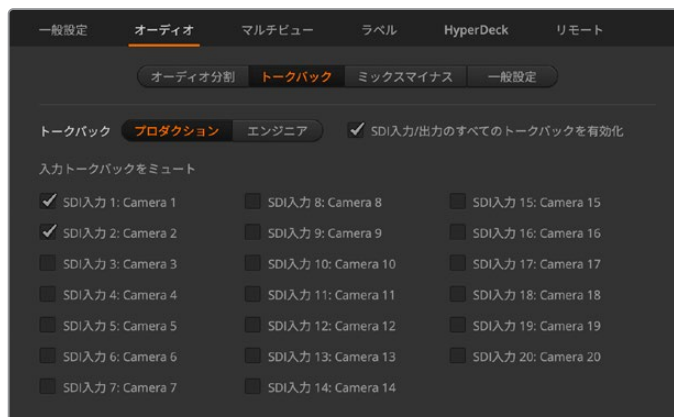 一般設定 オーディオ マルチビュー ラベル HyperDeck リモート
オーディオ分割 トークバック ミックスマイナス 一般設定
トークバック プロダクション エンジニア SDI入力/出力のすべてのトークバックを有効化
入力トークバックをミュート
SDI入力 1: Camera 1 SDI入力 8: Camera 8 SDI入力 15: Camera 15
SDI入力 2: Camera 2 SDI入力 9: Camera 9 SDI入力 16: Camera 16
SDI入力 3: Camera 3 SDI入力 10: Camera 10 SDI入力 17: Camera 17
SDI入力 4: Camera 4 SDI入力 11: Camera 11 SDI入力 18: Camera 18
SDI入力 5: Camera 5 SDI入力 12: Camera 12 SDI入力 19: Camera 19
SDI入力 6: Camera 6 SDI入力 13: Camera 13 SDI入力 20: Camera 20
SDI入力 7: Camera 7 SDI入力 14: Camera 14